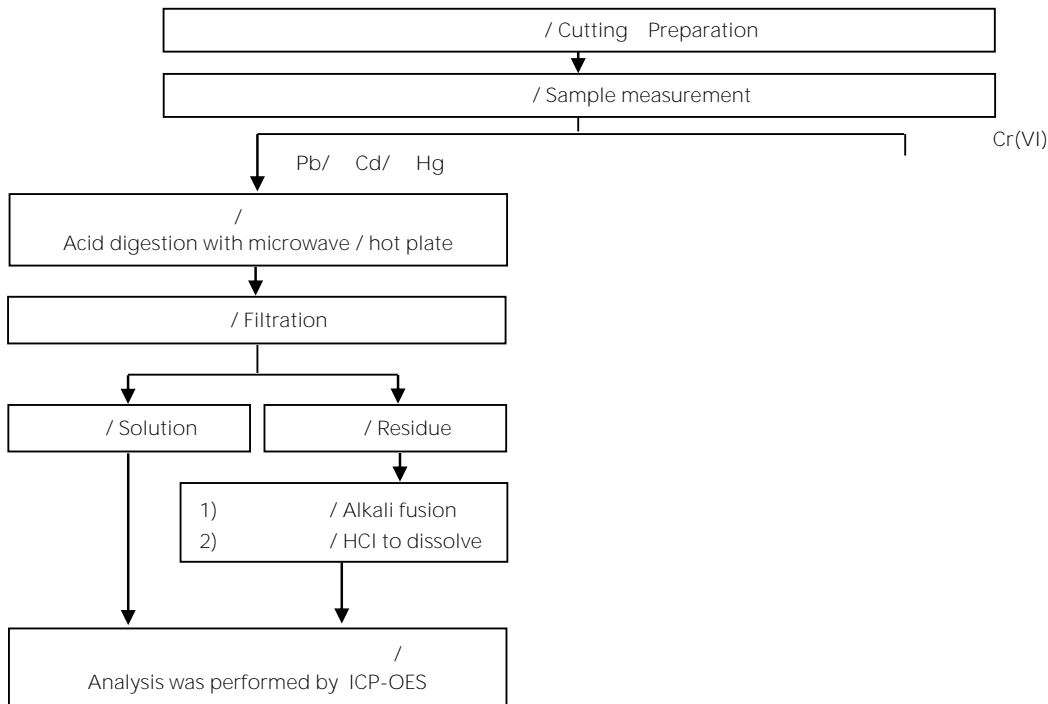 / Cutting Preparation
/ Sample measurement
Cr(VI)
Pb/ Cd/ Hg
/
Acid digestion with microwave / hot plate
/ Filtration
/ Solution
/ Residue
1) / Alkali fusion
2) / HCl to dissolve
/
Analysis was performed by ICP-OES